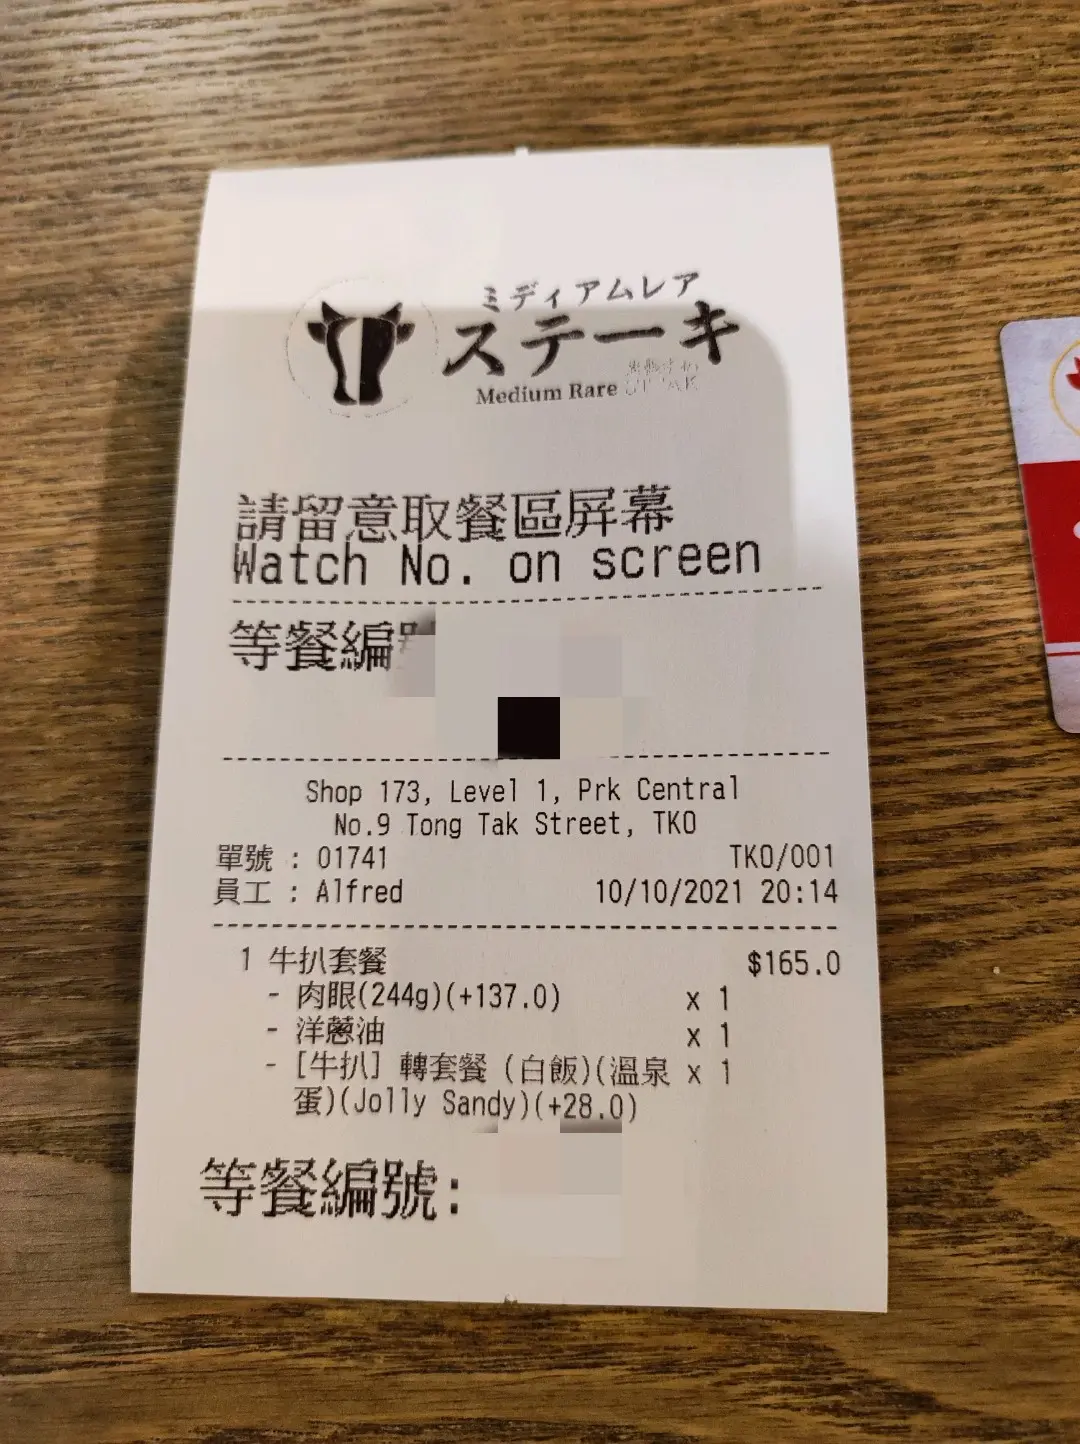 ミディアムレア
ステーキ
Medium Rare
請留意取餐區屏幕
Watch No. on screen
等餐編
Shop 173, Level 1, Prk Central
No.9 Tong Tak Street, TKO
單號 : 01741 TKO/001
員工 : Alfred 10/10/2021 20:14
1 牛扒套餐 $165.0
- 肉眼(244g)(+137.0) x 1
- 洋蔥油 x 1
- [牛扒] 轉套餐 (白飯)(溫泉 x 1
蛋)(Jolly Sandy)(+28.0)
等餐編號: